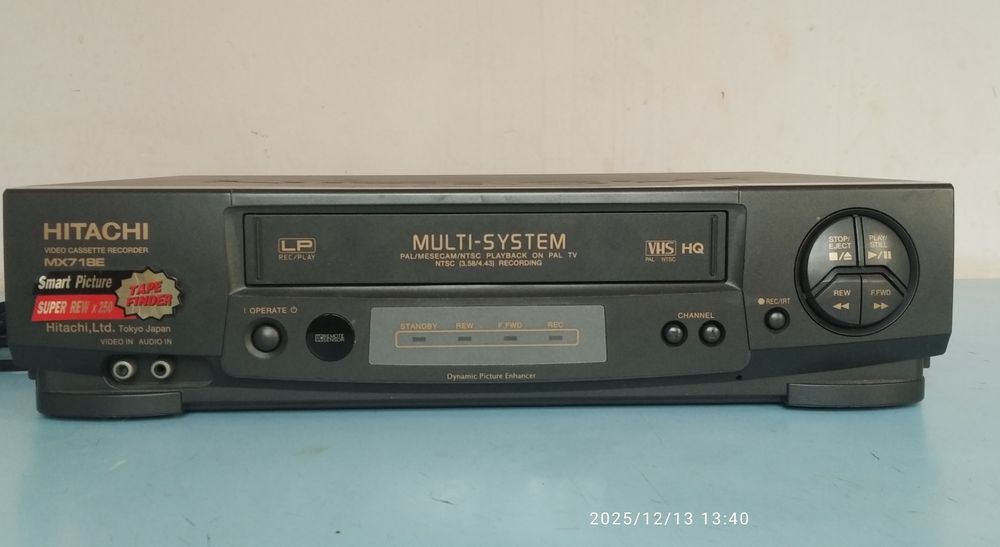 HITACHI
VIDEO CASSETTE RECORDER
MX718E
Smart Picture
SUPER REW x 250
TAPE
FINDER
Hitachi,Ltd. Tokyo Japan
VIDEO IN AUDIO IN
LP
REC/PLAY
MULTI-SYSTEM
PAL/MESECAM/NTSC PLAYBACK ON PAL TV
NTSC (3.58/4.43) RECORDING
VHS HQ
PAL NTSC
OPERATE
REMOTE
SENSOR
STANDBY REW F.FWD REC
Dynamic Picture Enhancer
CHANNEL
REC/IRT
STOP/
EJECT
PLAY/
STILL
REW
F.FWD
2025/12/13 13:40